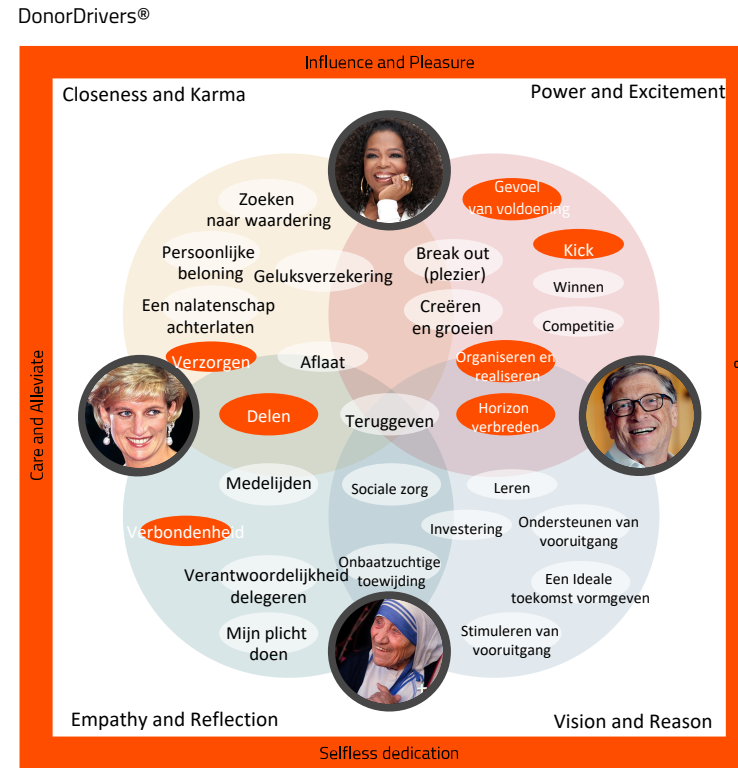 DonorDrivers®
Influence and Pleasure
Closeness and Karma
Power and Excitement
Zoeken
naar waardering
Gevoel
van voldoening
Persoonlijke
beloning
Geluksverzekering
Break out
(plezier)
Kick
Winnen
Een nalatenschap
achterlaten
Creëren
en groeien
Competitie
Verzorgen
Aflaat
Organiseren en
realiseren
Care and Alleviate
Delen
Teruggeven
Horizon
verbreden
Medelijden
Sociale zorg
Leren
Verbondenheid
Investering
Ondersteunen van
vooruitgang
Verantwoordelijkheid
delegeren
Onbaatzuchtige
toewijding
Een Ideale
toekomst vormgeven
Mijn plicht
doen
Stimuleren van
vooruitgang
Empathy and Reflection
Vision and Reason
Selfless dedication